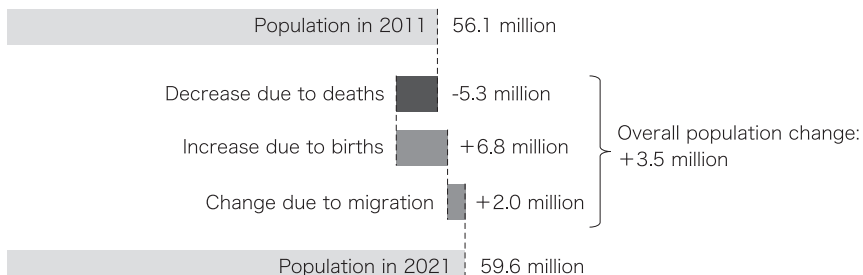 Population in 2011 56.1 million
Decrease due to deaths -5.3 million
Increase due to births +6.8 million
Overall population change:
+3.5 million
Change due to migration +2.0 million
Population in 2021 59.6 million